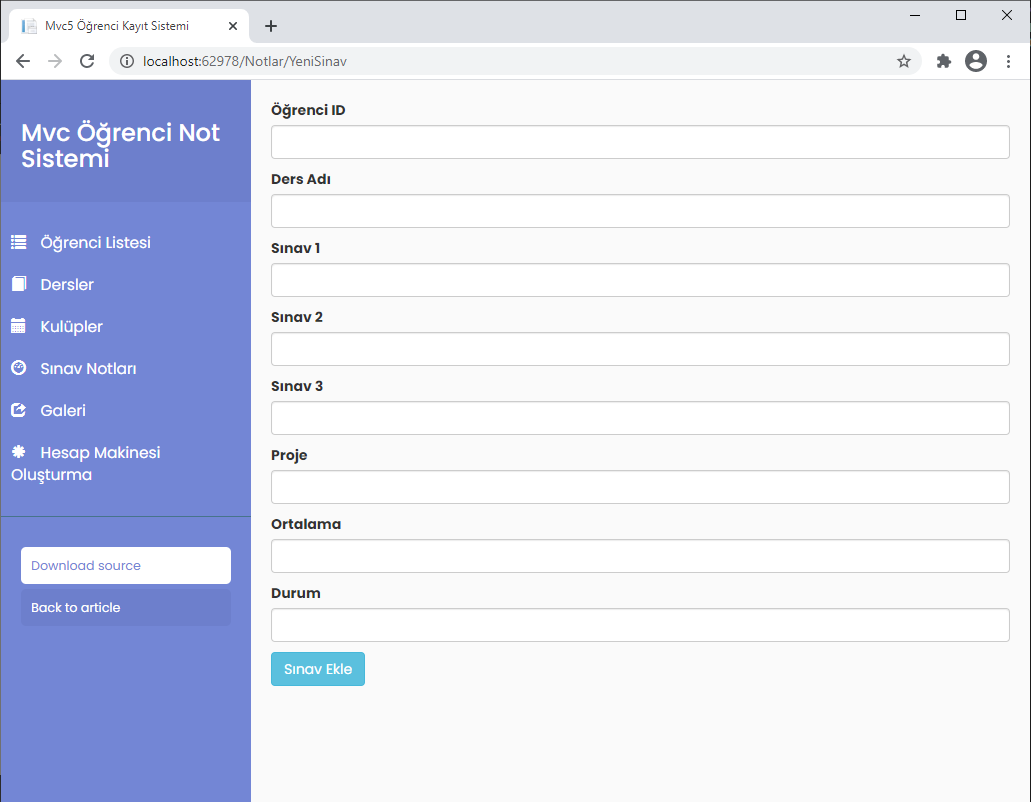 Mvc5 Öğrenci Kayıt Sistemi
localhost:62978/Notlar/YeniSinav
Mvc Öğrenci Not
Sistemi
Öğrenci Listesi
Dersler
Kulüpler
Sınav Notları
Galeri
Hesap Makinesi
Oluşturma
Download source
Back to article
Öğrenci ID
Ders Adı
Sınav 1
Sınav 2
Sınav 3
Proje
Ortalama
Durum
Sınav Ekle